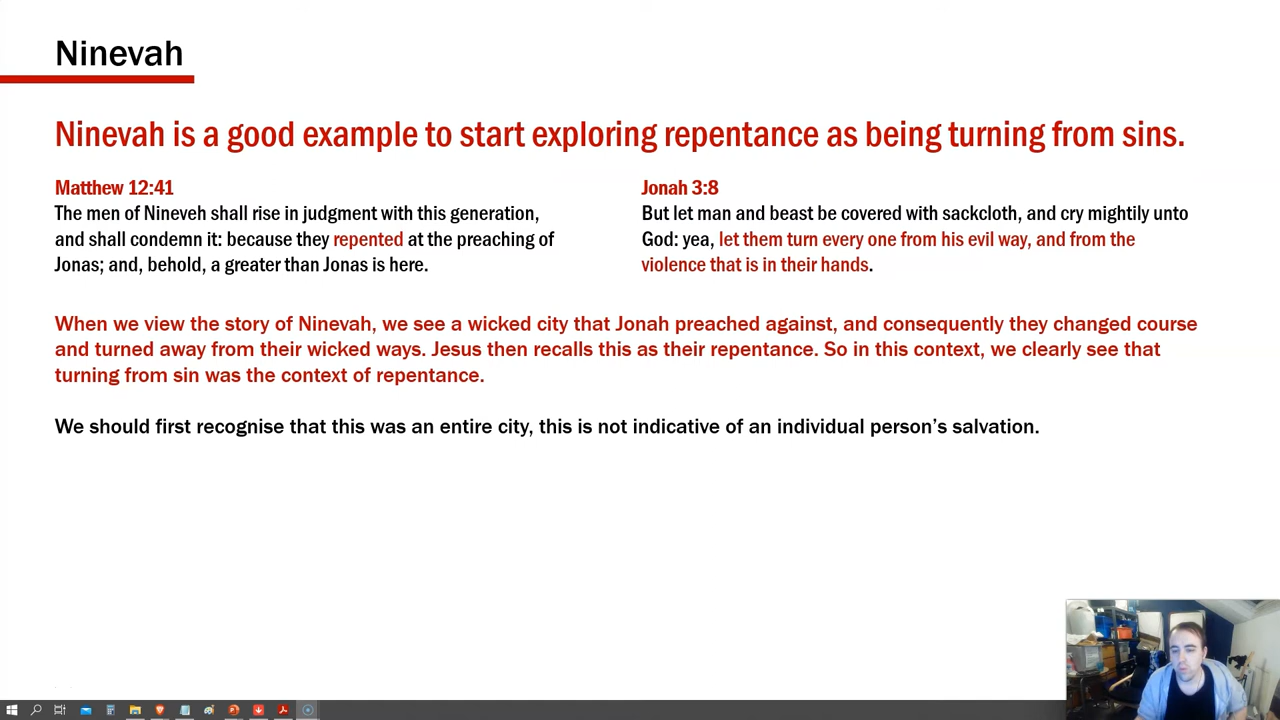 Ninevah
Ninevah is a good example to start exploring repentance as being turning from sins.
Matthew 12:41
The men of Nineveh shall rise in judgment with this generation,
and shall condemn it: because they repented at the preaching of
Jonas; and, behold, a greater than Jonas is here.
Jonah 3:8
But let man and beast be covered with sackcloth, and cry mightily unto
God: yea, let them turn every one from his evil way, and from the
violence that is in their hands.
When we view the story of Ninevah, we see a wicked city that Jonah preached against, and consequently they changed course
and turned away from their wicked ways. Jesus then recalls this as their repentance. So in this context, we clearly see that
turning from sin was the context of repentance.
We should first recognise that this was an entire city, this is not indicative of an individual person's salvation.